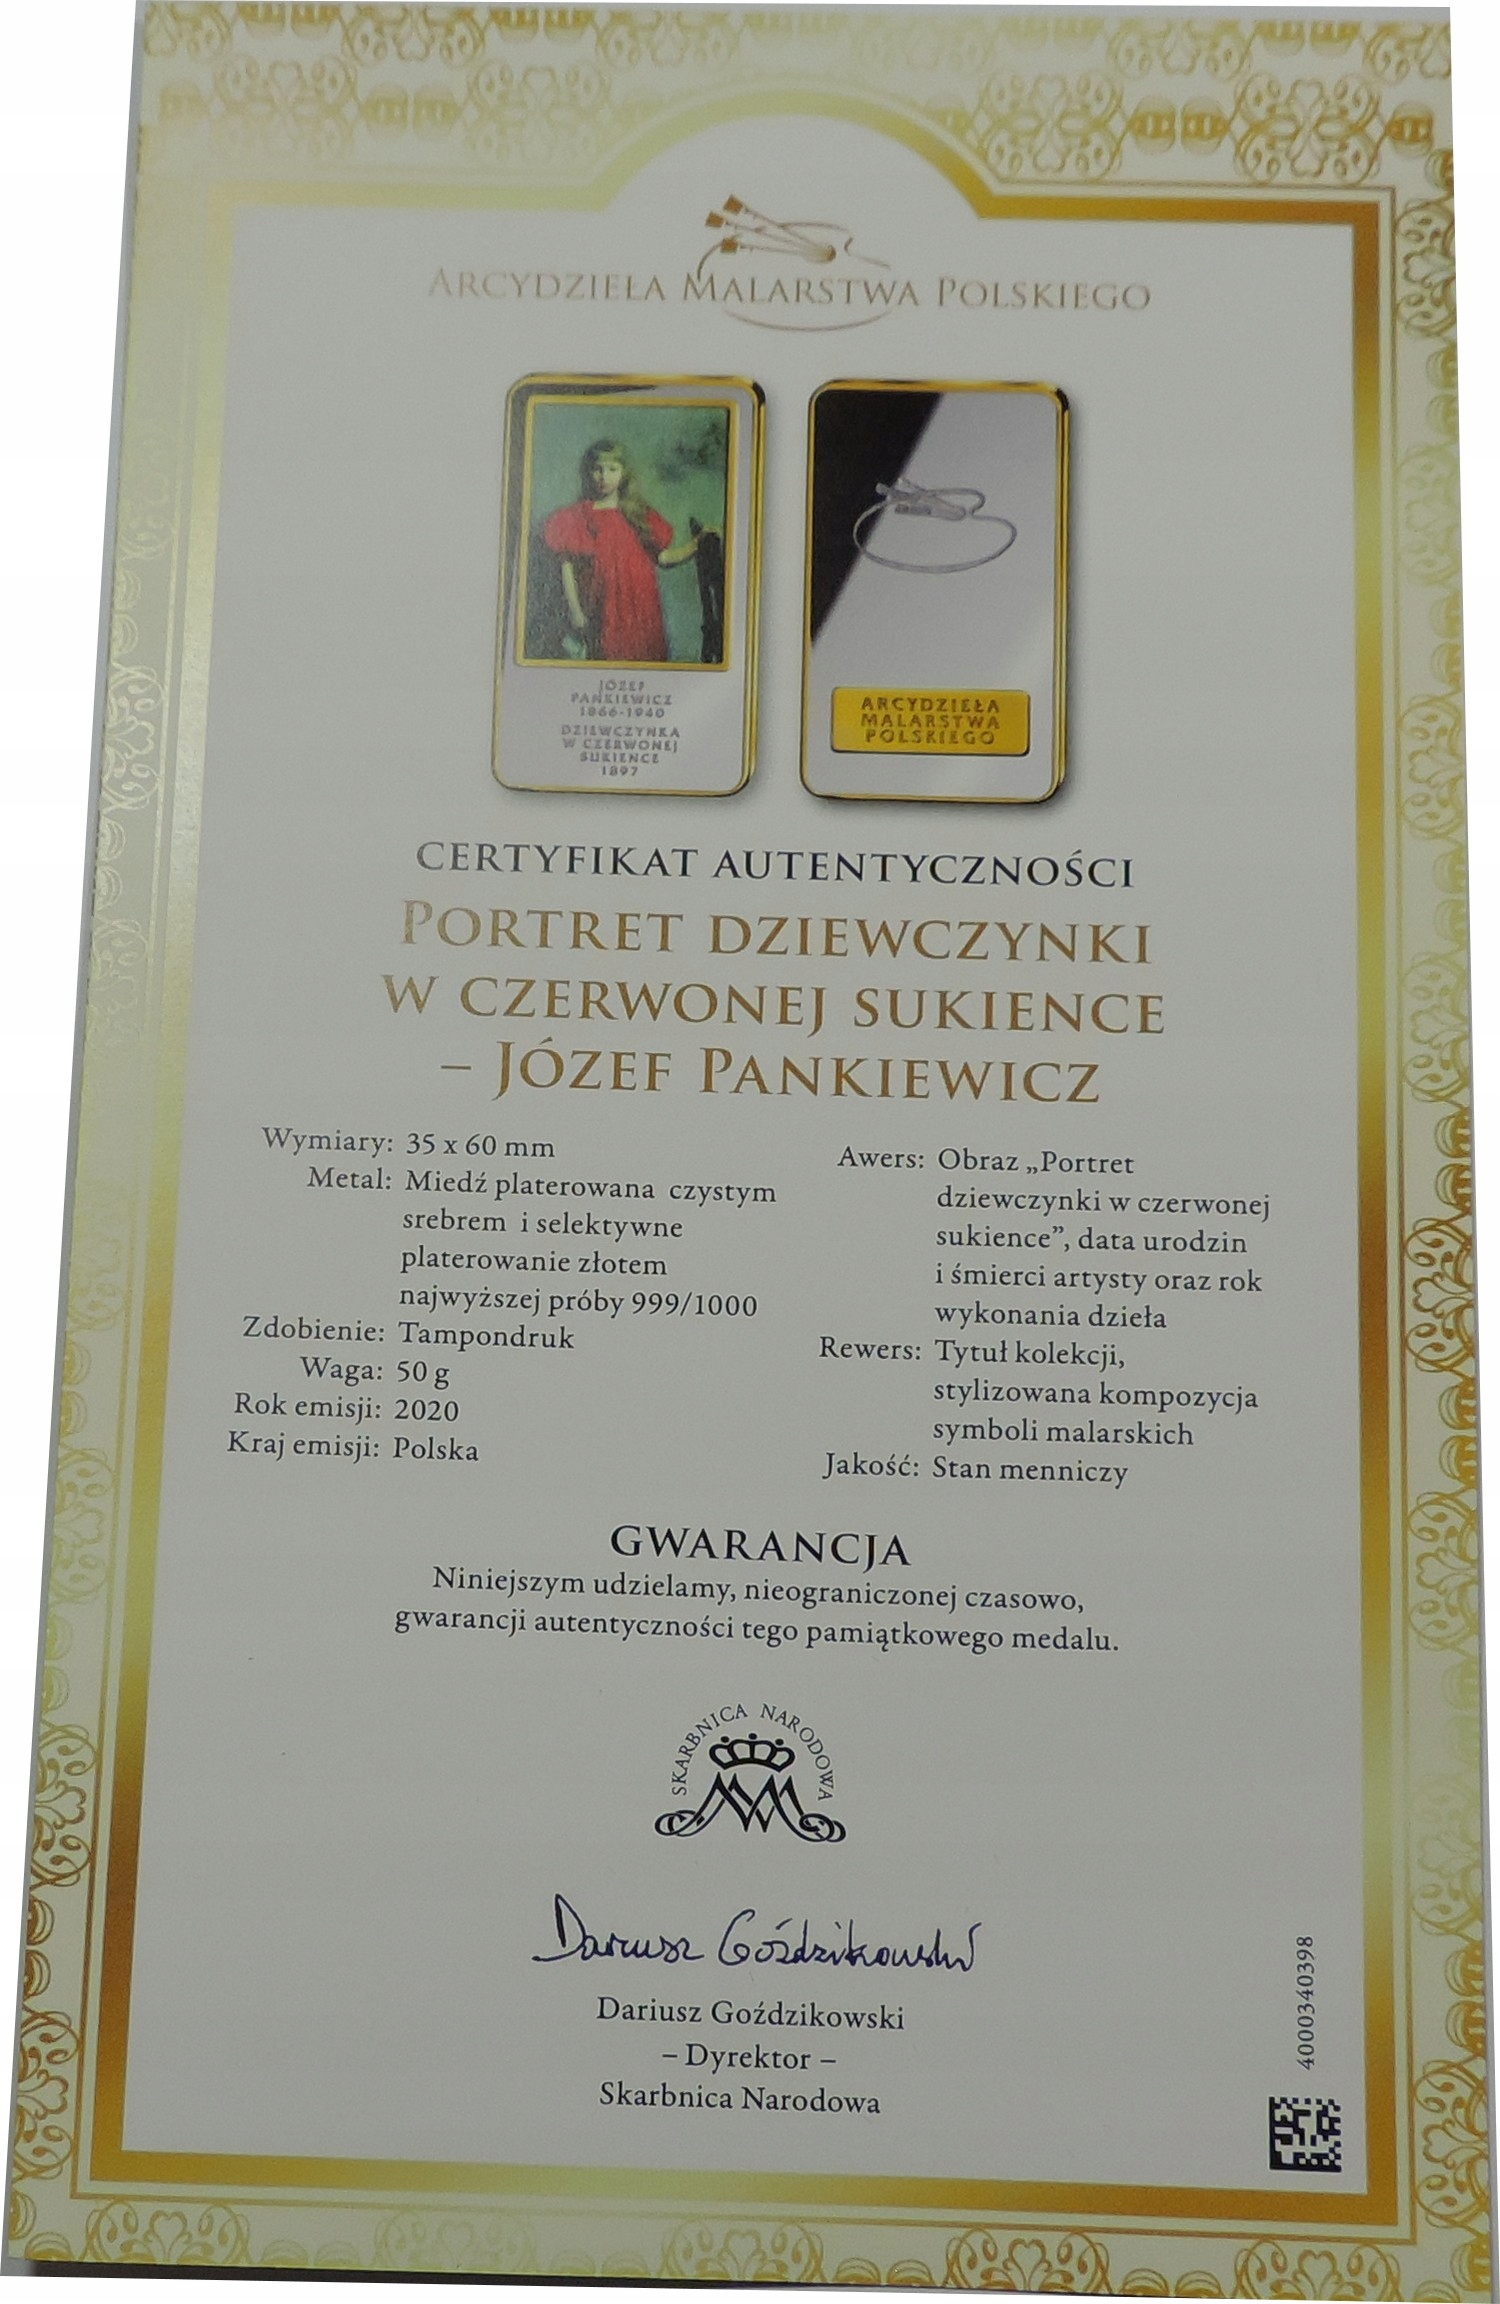 ARCYDZIEŁA MALARSTWA POLSKIEGO
JÓZEF
PANKIEWICZ
1866-1940
DZIEWCZYNKA
W CZERWONEJ
SUKIENCE
1897
ARCYDZIEŁA
MALARSTWA
POLSKIEGO
CERTYFIKAT AUTENTYCZNOŚCI
PORTRET DZIEWCZYNKI
W CZERWONEJ SUKIENCE
– JÓZEF PANKIEWICZ
Wymiary: 35 x 60 mm
Metal: Miedź platerowana czystym
srebrem i selektywne
platerowanie złotem
najwyższej próby 999/1000
Zdobienie: Tampondruk
Waga: 50 g
Rok emisji: 2020
Kraj emisji: Polska
Awers: Obraz „Portret
dziewczynki w czerwonej
sukience”, data urodzin
i śmierci artysty oraz rok
wykonania dzieła
Rewers: Tytuł kolekcji,
stylizowana kompozycja
symboli malarskich
Jakość: Stan menniczy
GWARANCJA
Niniejszym udzielamy, nieograniczonej czasowo,
gwarancji autentyczności tego pamiątkowego medalu.
SKARBNICA NARODOWA
Dariusz Goździkowski
Dariusz Goździkowski
– Dyrektor –
Skarbnica Narodowa
4000340398